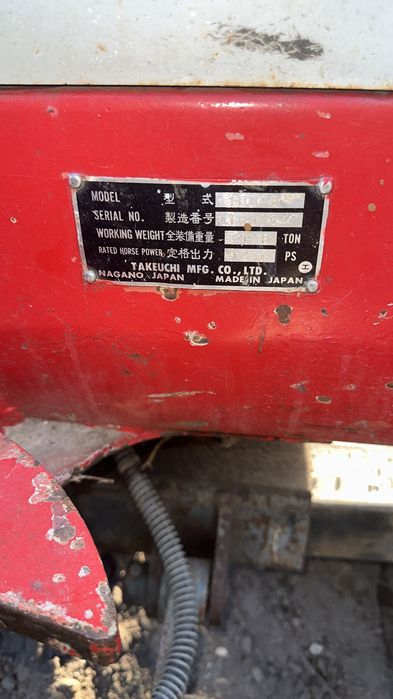 MODEL 型式
SERIAL NO. 製造番号
WORKING WEIGHT 全装備重量 TON
RATED HORSE POWER 定格出力 PS
TAKEUCHI MFG. CO., LTD.
NAGANO JAPAN MADE IN JAPAN
H